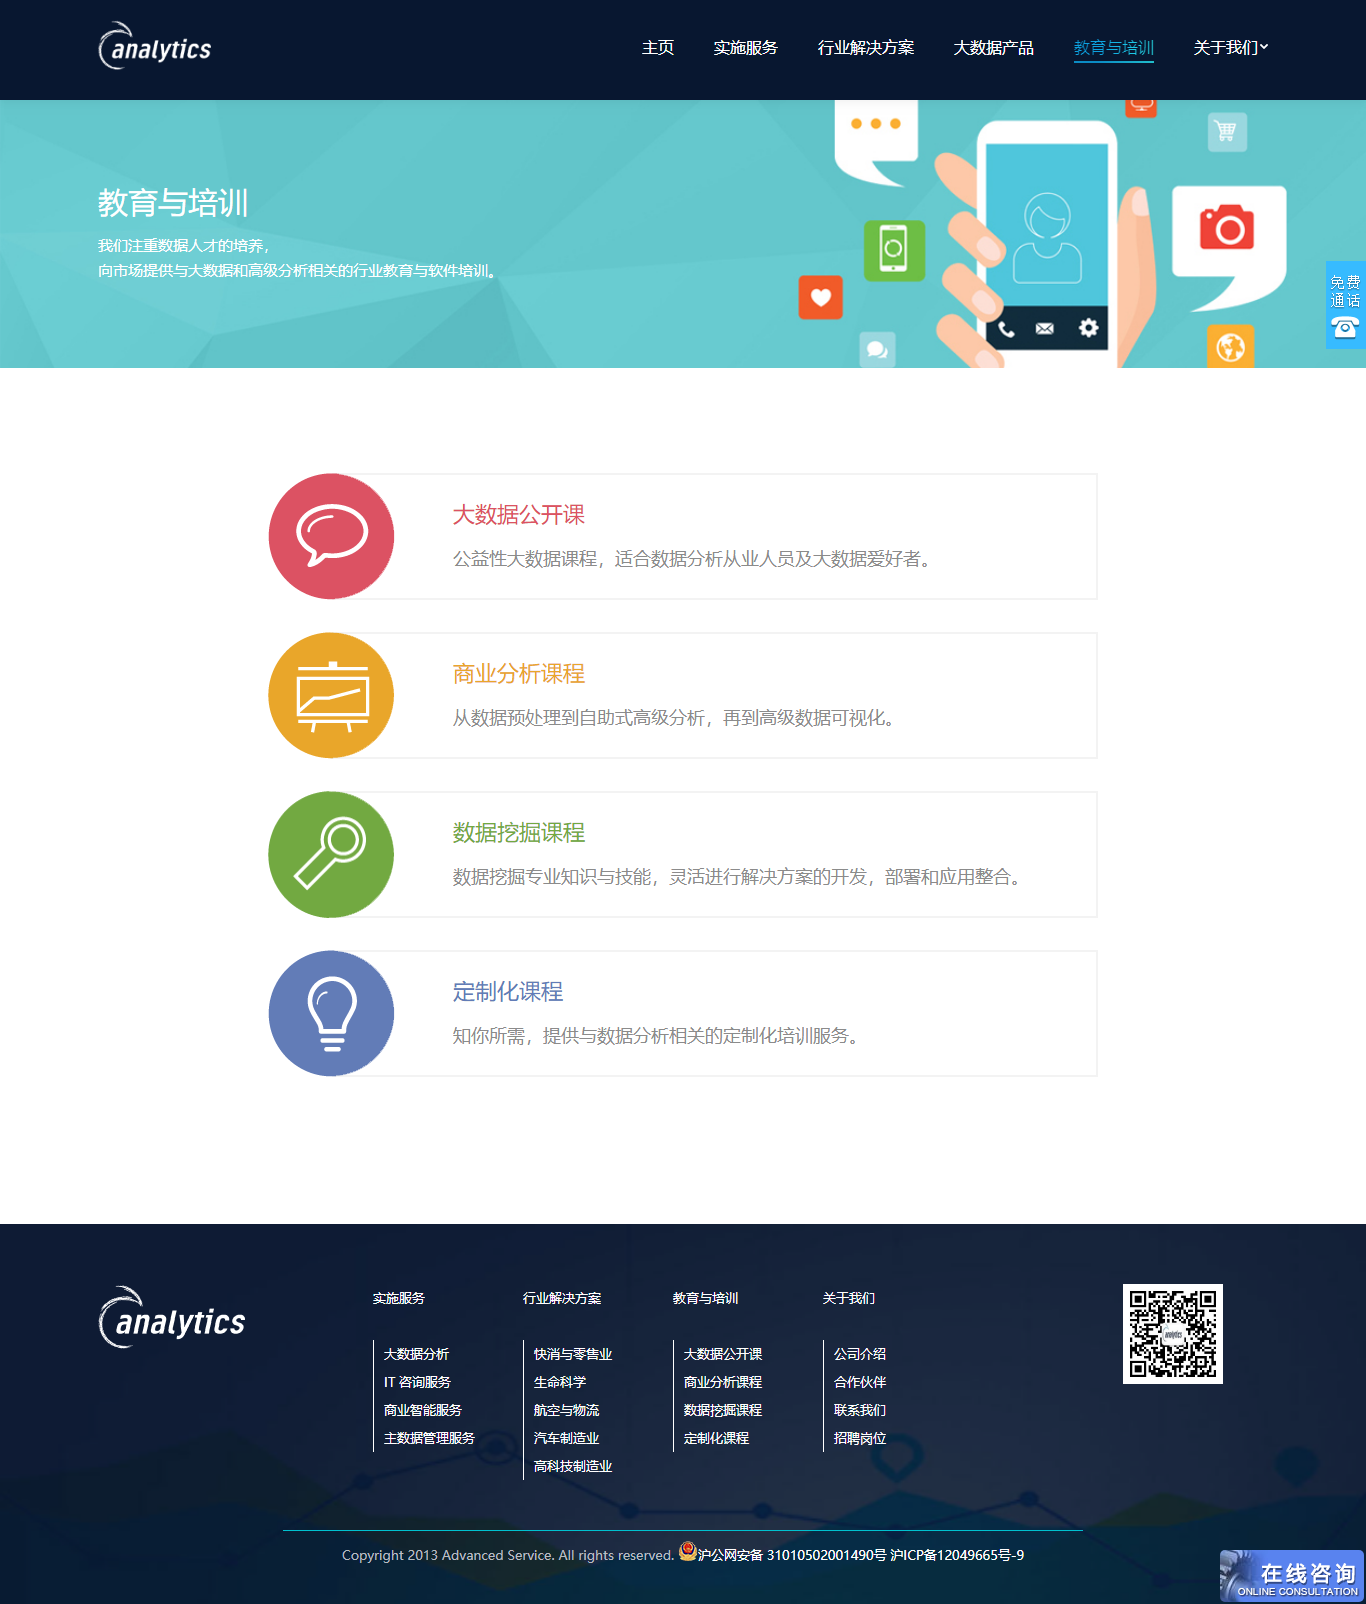 analytics
主页 实施服务 行业解决方案 大数据产品 教育与培训 关于我们
教育与培训
我们注重数据人才的培养，
向市场提供与大数据和高级分析相关的行业教育与软件培训。
免费
通话
大数据公开课
公益性大数据课程，适合数据分析从业人员及大数据爱好者。
商业分析课程
从数据预处理到自助式高级分析，再到高级数据可视化。
数据挖掘课程
数据挖掘专业知识与技能，灵活进行解决方案的开发，部署和应用整合。
定制化课程
知你所需，提供与数据分析相关的定制化培训服务。
analytics
实施服务
大数据分析
IT 咨询服务
商业智能服务
主数据管理服务
行业解决方案
快消与零售业
生命科学
航空与物流
汽车制造业
高科技制造业
教育与培训
大数据公开课
商业分析课程
数据挖掘课程
定制化课程
关于我们
公司介绍
合作伙伴
联系我们
招聘岗位
analytics
Copyright 2013 Advanced Service. All rights reserved. 沪公网安备 31010502001490号 沪ICP备12049665号-9
在线咨询
ONLINE CONSULTATION